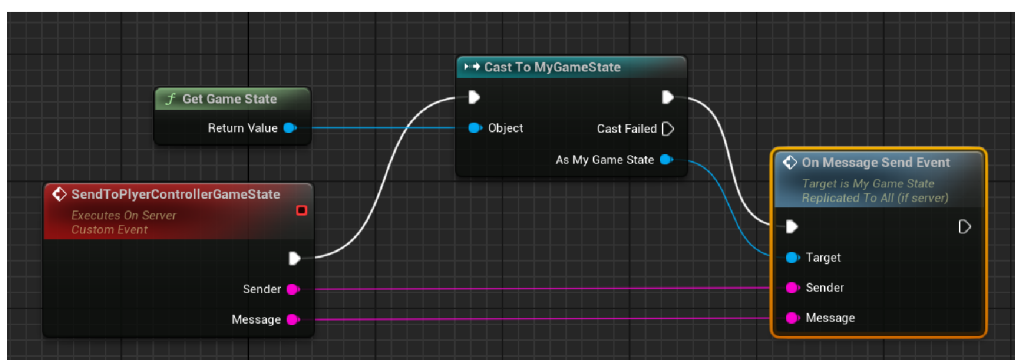 Get Game State
Return Value
SendToPlyerControllerGameState
Executes On Server
Custom Event
Sender
Message
Cast To MyGameState
Object
Cast Failed
As My Game State
On Message Send Event
Target is My Game State
Replicated To All (if server)
Target
Sender
Message